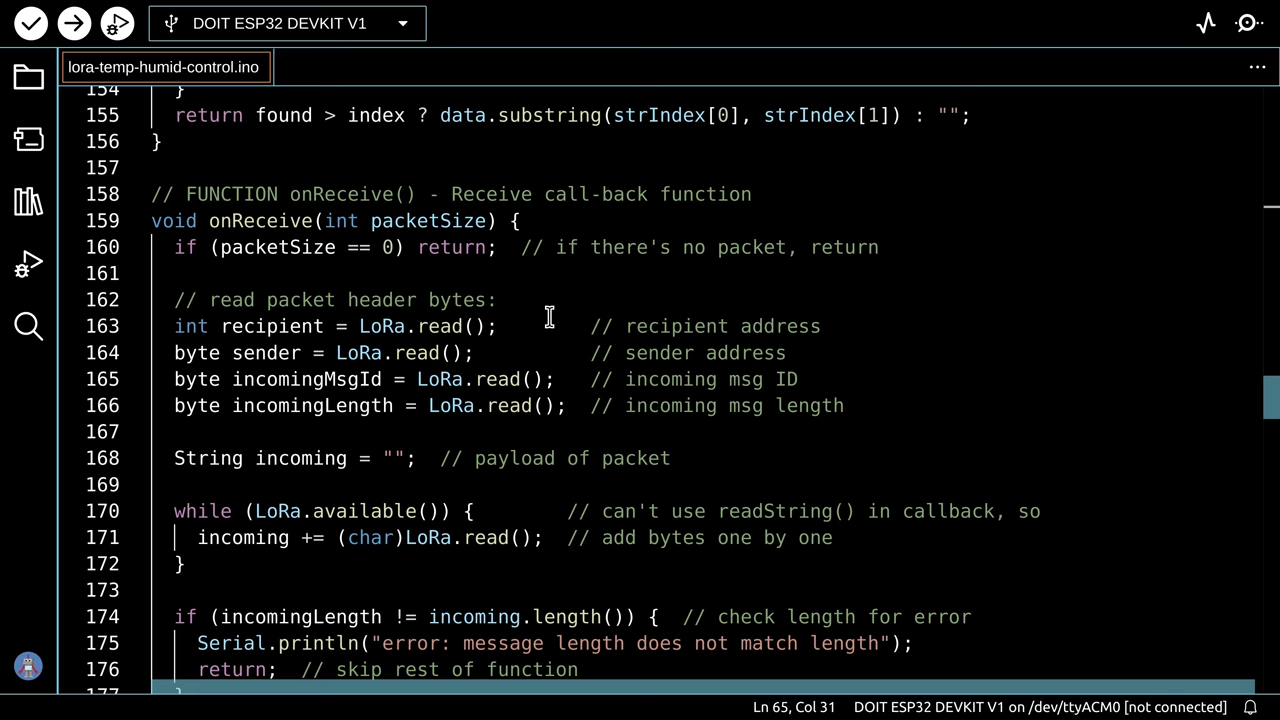 DOIT ESP32 DEVKIT V1
lora-temp-humid-control.ino
154 }
155 return found > index ? data.substring(strIndex[0], strIndex[1]) : "";
156 }
157
158 // FUNCTION onReceive() - Receive call-back function
159 void onReceive(int packetSize) {
160 if (packetSize == 0) return; // if there's no packet, return
161
162 // read packet header bytes:
163 int recipient = LoRa.read(); // recipient address
164 byte sender = LoRa.read(); // sender address
165 byte incomingMsgId = LoRa.read(); // incoming msg ID
166 byte incomingLength = LoRa.read(); // incoming msg length
167
168 String incoming = ""; // payload of packet
169
170 while (LoRa.available()) { // can't use readString() in callback, so
171 incoming += (char)LoRa.read(); // add bytes one by one
172 }
173
174 if (incomingLength != incoming.length()) { // check length for error
175 Serial.println("error: message length does not match length");
176 return; // skip rest of function
177 }
Ln 65, Col 31 DOIT ESP32 DEVKIT V1 on /dev/ttyACM0 [not connected]